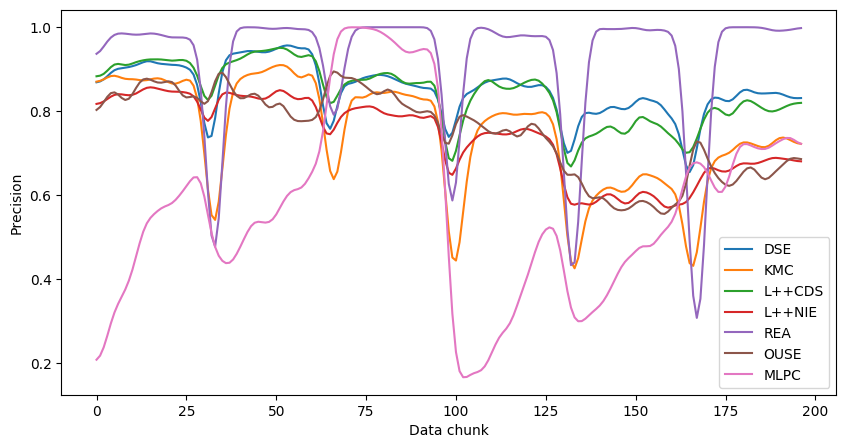 Precision
1.0
0.8
0.6
0.4
0.2
0
25
50
75
100
125
150
175
200
Data chunk
DSE
KMC
L++CDS
L++NIE
REA
OUSE
MLPC